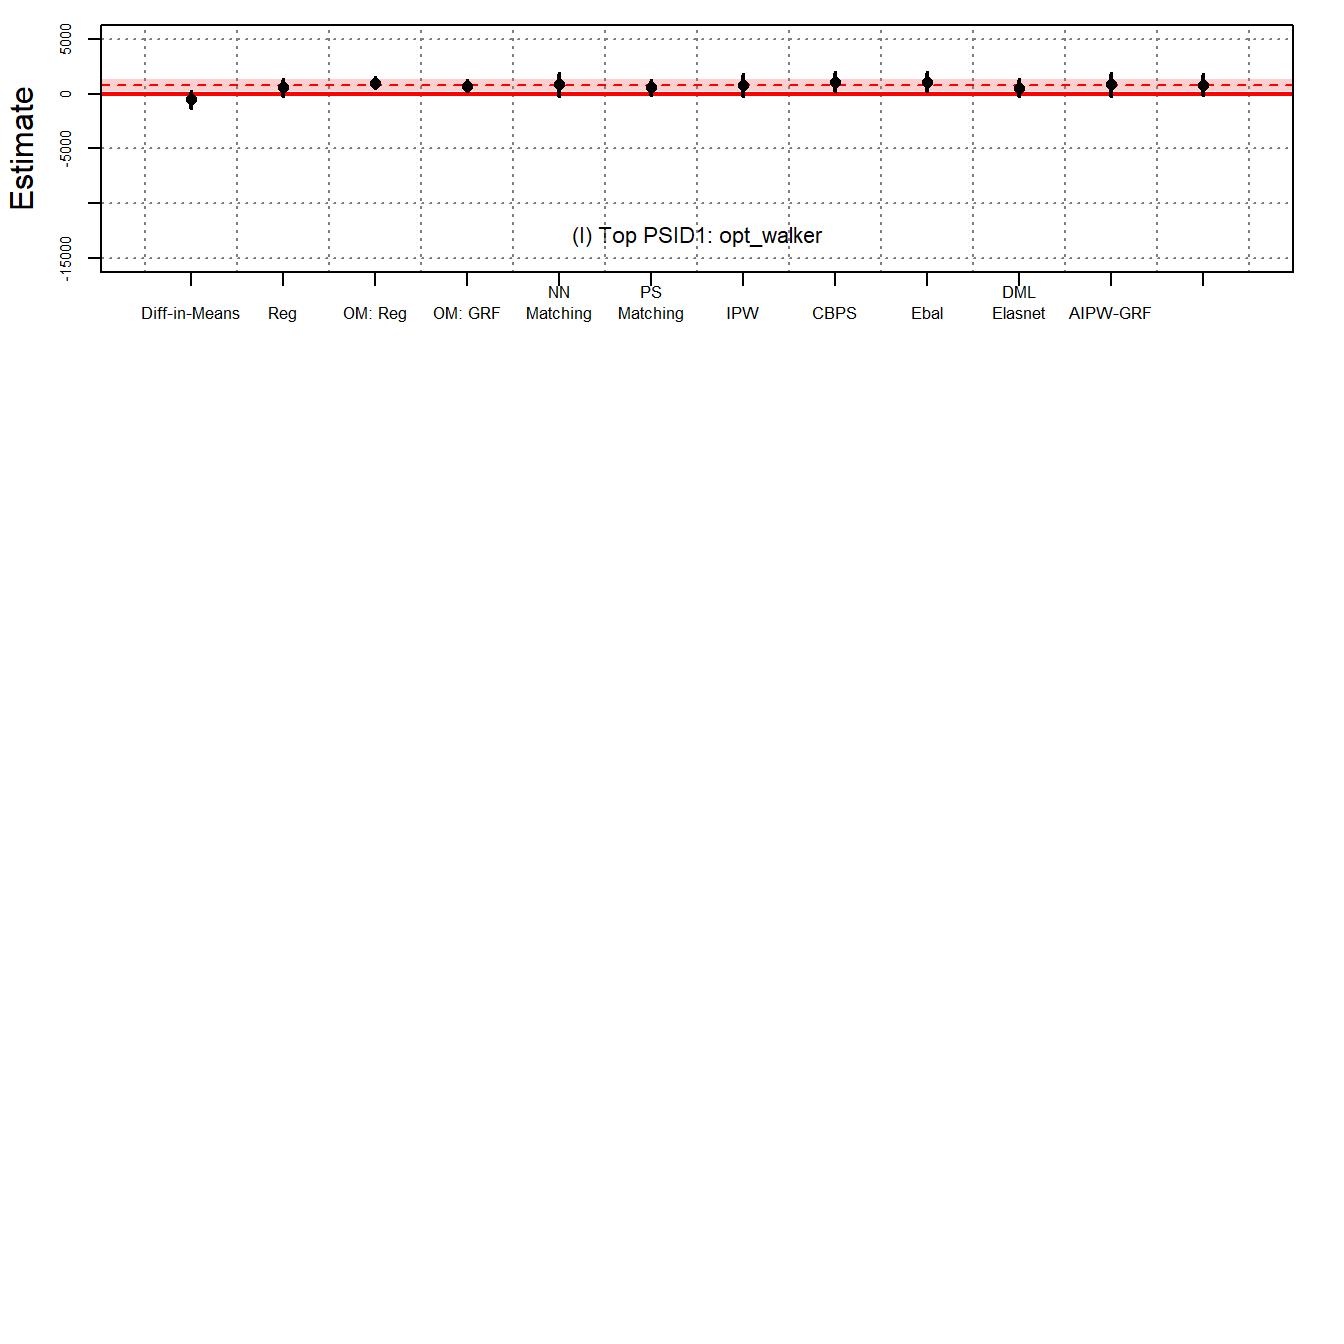 Estimate
5000
0
-5000
-15000
(I) Top PSID1: opt_walker
Diff-in-Means
Reg
OM: Reg
OM: GRF
NN
Matching
PS
Matching
IPW
CBPS
Ebal
DML
Elasnet
AIPW-GRF